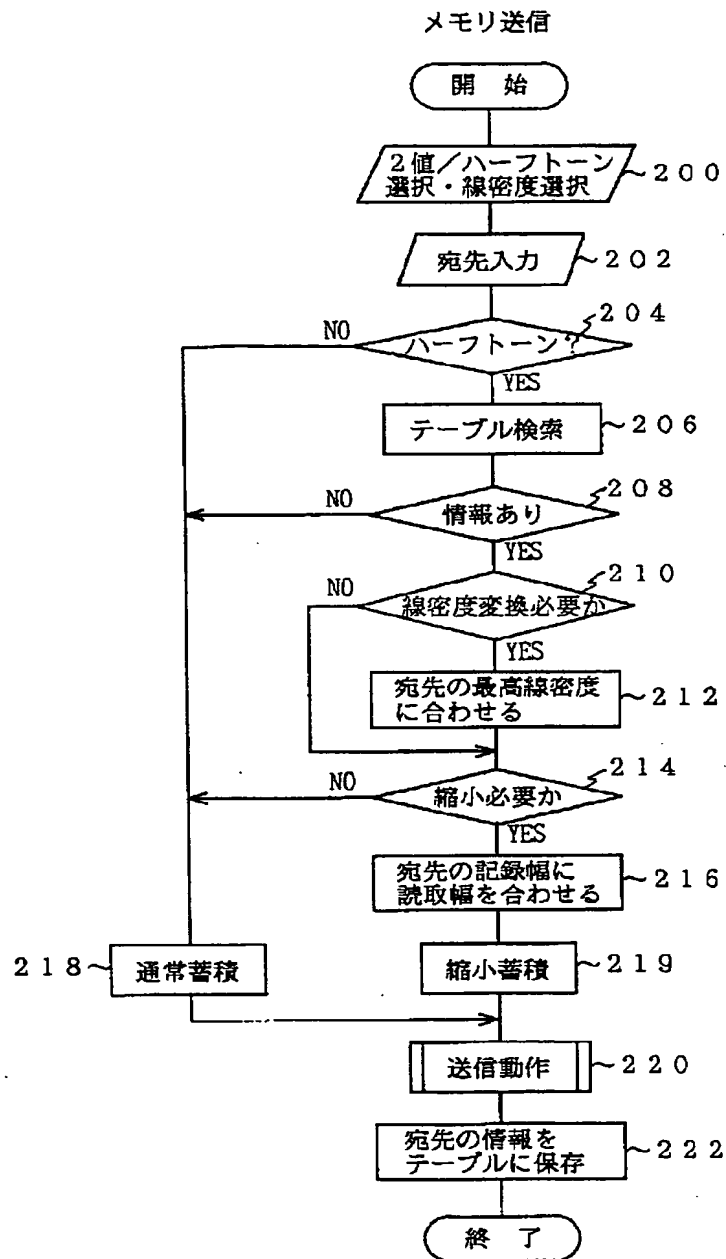 メモリ送信
開 始
2値/ハーフトーン
選択・線密度選択
200
宛先入力
202
204
NO
ハーフトーン?
YES
テーブル検索
206
208
NO
情報あり
YES
210
NO
線密度変換必要か
YES
宛先の最高線密度
に合わせる
212
214
NO
縮小必要か
YES
宛先の記録幅に
読取幅を合わせる
216
218
通常蓄積
縮小蓄積
219
送信動作
220
宛先の情報を
テーブルに保存
222
終 了